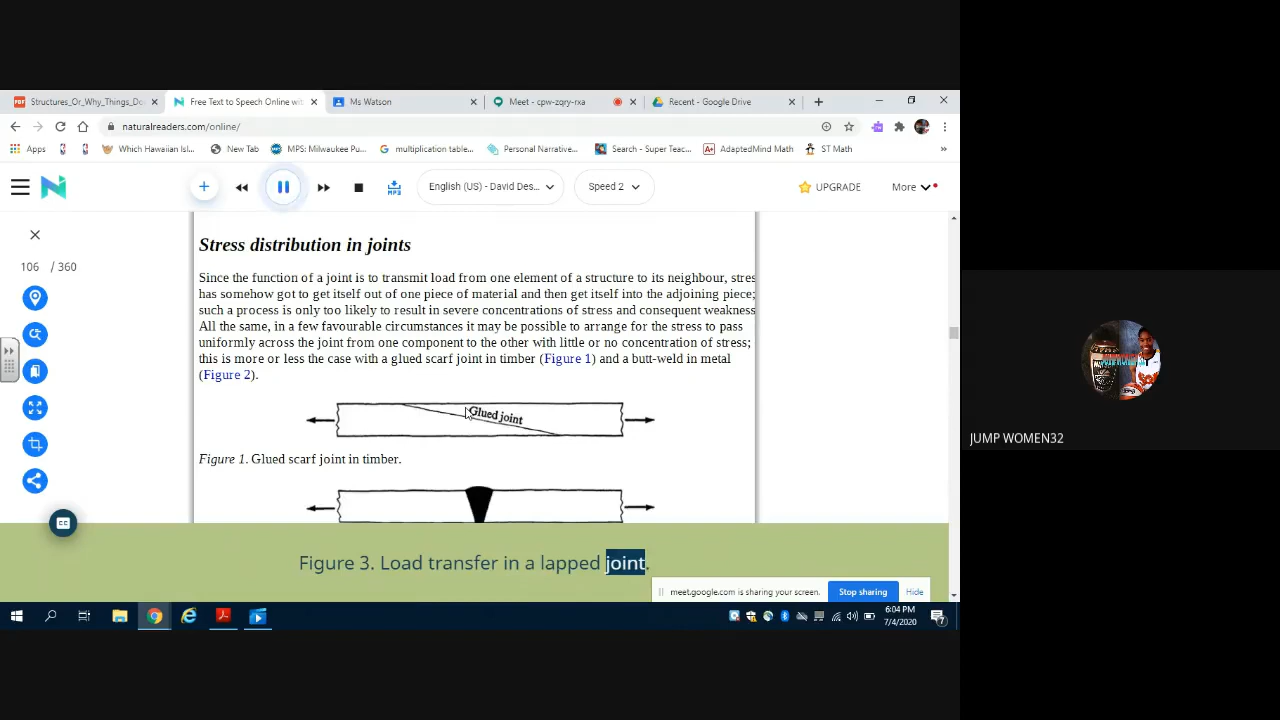 Structures_Or_Why_Things_Do
Free Text to Speech Online wit
Ms Watson
Meet - cpw-zqry-rxa
Recent - Google Drive
naturalreaders.com/online/
Apps
Which Hawaiian Isl...
New Tab
MPS: Milwaukee Pu...
multiplication table...
Personal Narrative...
Search - Super Teac...
AdaptedMind Math
ST Math
»
MP3
English (US) - David Des...
Speed 2
UPGRADE
More
106 / 360
Stress distribution in joints
Since the function of a joint is to transmit load from one element of a structure to its neighbour, stres
has somehow got to get itself out of one piece of material and then get itself into the adjoining piece;
such a process is only too likely to result in severe concentrations of stress and consequent weakness
All the same, in a few favourable circumstances it may be possible to arrange for the stress to pass
uniformly across the joint from one component to the other with little or no concentration of stress;
this is more or less the case with a glued scarf joint in timber (Figure 1) and a butt-weld in metal
(Figure 2).
Glued joint
Figure 1. Glued scarf joint in timber.
CC
Figure 3. Load transfer in a lapped joint.
meet.google.com is sharing your screen.
Stop sharing
Hide
6:04 PM
7/4/2020
7
JUMP WOMEN32